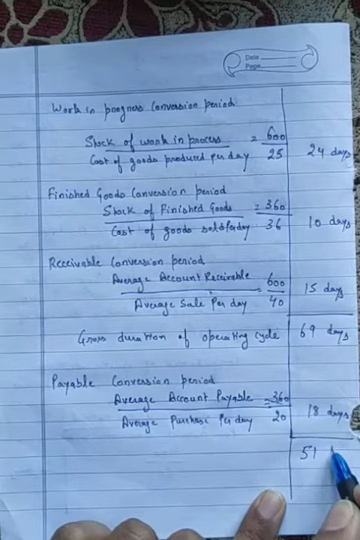 Date
Page
Work in progress Conversion period
Stock of work in process = 600
Cost of goods produced per day 25 24 days
Finished Goods Conversion period
Stock of Finished Goods = 360
Cost of goods sold per day 36 10 days
Receivable Conversion period
Average Account Receivable 600
Average Sale Per day 40 15 days
Gross duration of operating cycle 69 days
Payable Conversion period
Average Account Payable = 360
Average Purchase Per day 20 18 days
51